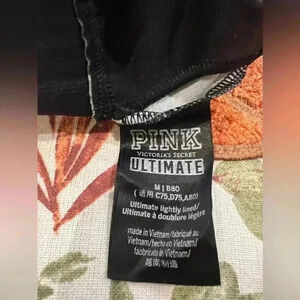 PINK
VICTORIA'S SECRET
ULTIMATE
M | B80
(适用 C75,D75,A80)
Ultimate lightly lined/
Ultimate à doublure légère
made in Vietnam/fabriqué au
Vietnam/hecho en Vietnam/
fabbricato in Vietnam/
越南制造